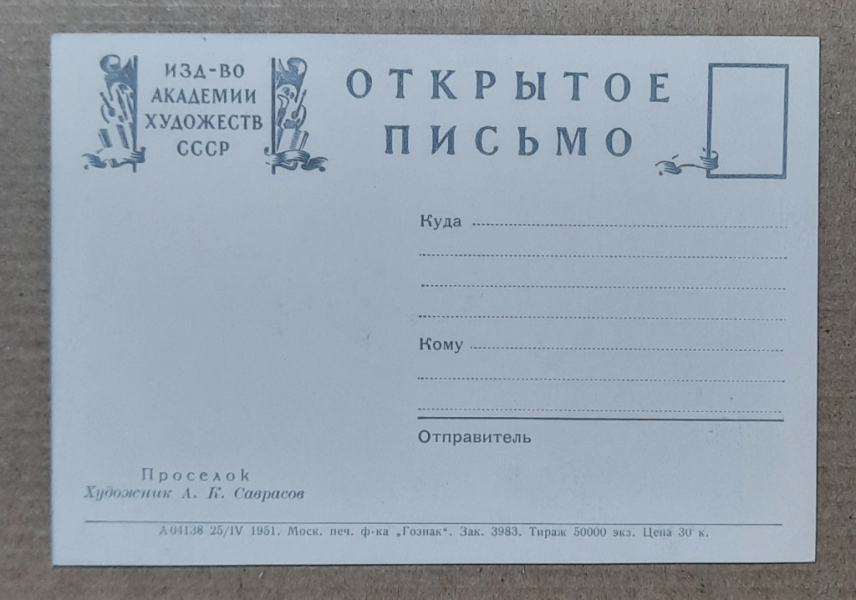 ИЗД-ВО
АКАДЕМИИ
ХУДОЖЕСТВ
СССР
ОТКРЫТОЕ
ПИСЬМО
Куда
Кому
Отправитель
Проселок
Художник А. К. Саврасов
А04138 25/IV 1951. Моск. печ. ф-ка „Гознак“. Зак. 3983. Тираж 50000 экз. Цена 30 к.